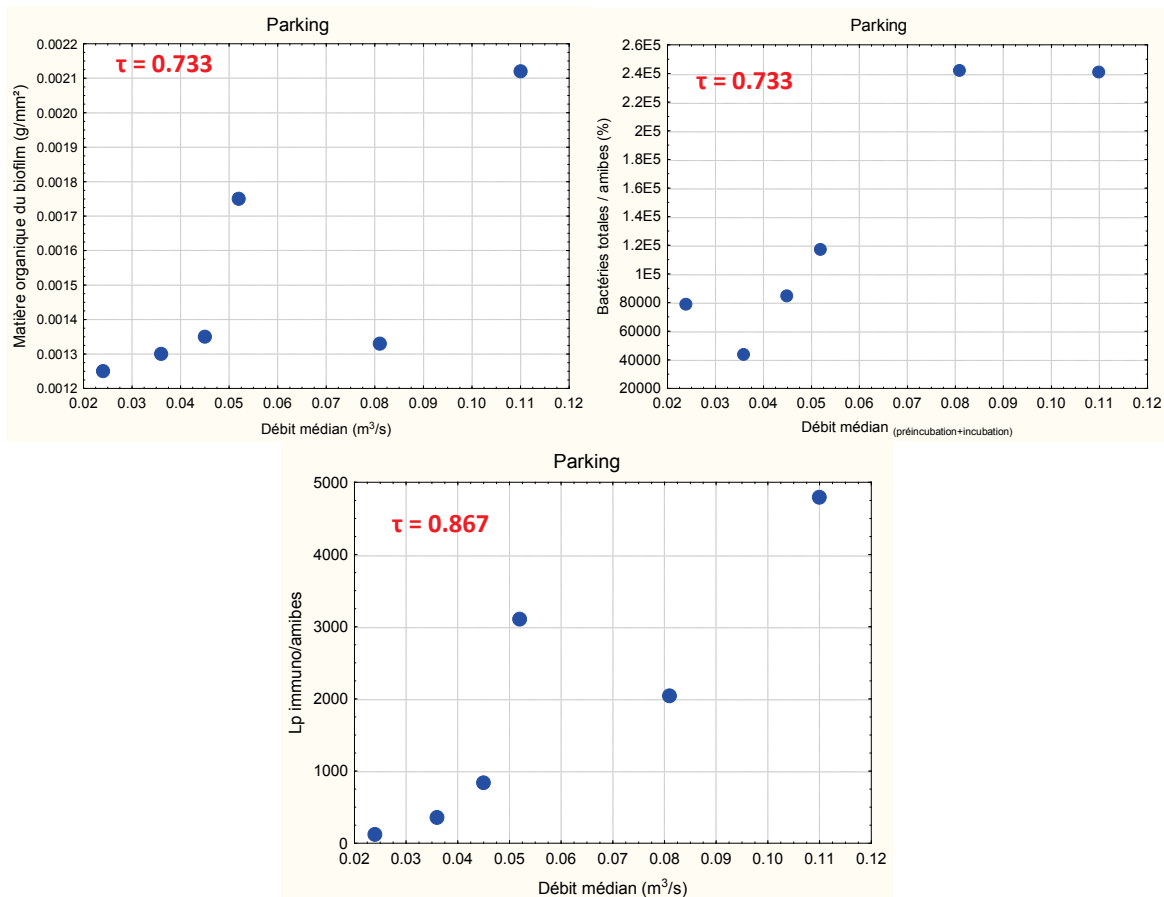 Parking
τ = 0.733
Matière organique du biofilm (g/mm²)
0.0022
0.0021
0.0020
0.0019
0.0018
0.0017
0.0016
0.0015
0.0014
0.0013
0.0012
0.02 0.03 0.04 0.05 0.06 0.07 0.08 0.09 0.10 0.11 0.12
Débit médian (m³/s)
Parking
τ = 0.733
Bactéries totales / amibes (%)
2.6E5
2.4E5
2.2E5
2E5
1.8E5
1.6E5
1.4E5
1.2E5
1E5
80000
60000
40000
20000
0.02 0.03 0.04 0.05 0.06 0.07 0.08 0.09 0.10 0.11 0.12
Débit médian (préincubation+incubation)
Parking
τ = 0.867
Lp immuno/amibes
5000
4000
3000
2000
1000
0
0.02 0.03 0.04 0.05 0.06 0.07 0.08 0.09 0.10 0.11 0.12
Débit médian (m³/s)